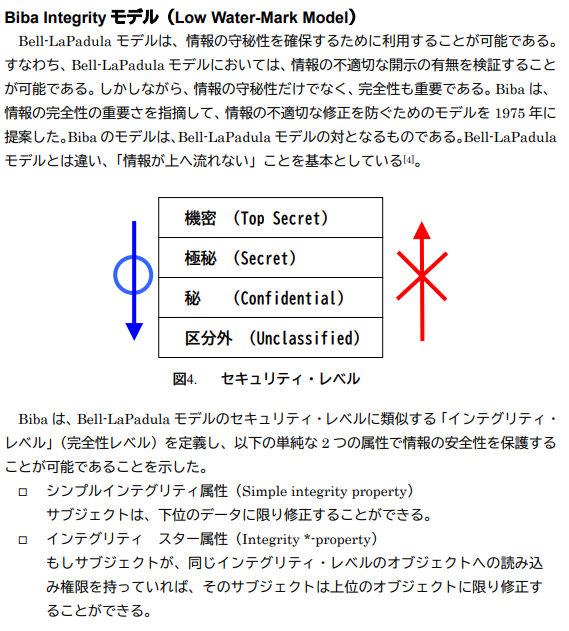 Biba Integrity モデル（Low Water-Mark Model）
Bell-LaPadula モデルは、情報の守秘性を確保するために利用することが可能である。
すなわち、Bell-LaPadula モデルにおいては、情報の不適切な開示の有無を検証すること
が可能である。しかしながら、情報の守秘性だけでなく、完全性も重要である。Biba は、
情報の完全性の重要さを指摘して、情報の不適切な修正を防ぐためのモデルを 1975 年に
提案した。Biba のモデルは、Bell-LaPadula モデルの対となるものである。Bell-LaPadula
モデルとは違い、「情報が上へ流れない」ことを基本としている[4]。
機密 （Top Secret）
極秘 （Secret）
秘 （Confidential）
区分外 （Unclassified）
図4. セキュリティ・レベル
Biba は、Bell-LaPadula モデルのセキュリティ・レベルに類似する「インテグリティ・
レベル」（完全性レベル）を定義し、以下の単純な 2 つの属性で情報の安全性を保護する
ことが可能であることを示した。
□ シンプルインテグリティ属性（Simple integrity property）
サブジェクトは、下位のデータに限り修正することができる。
□ インテグリティ　スター属性（Integrity *-property）
もしサブジェクトが、同じインテグリティ・レベルのオブジェクトへの読み込
み権限を持っていれば、そのサブジェクトは上位のオブジェクトに限り修正す
ることができる。